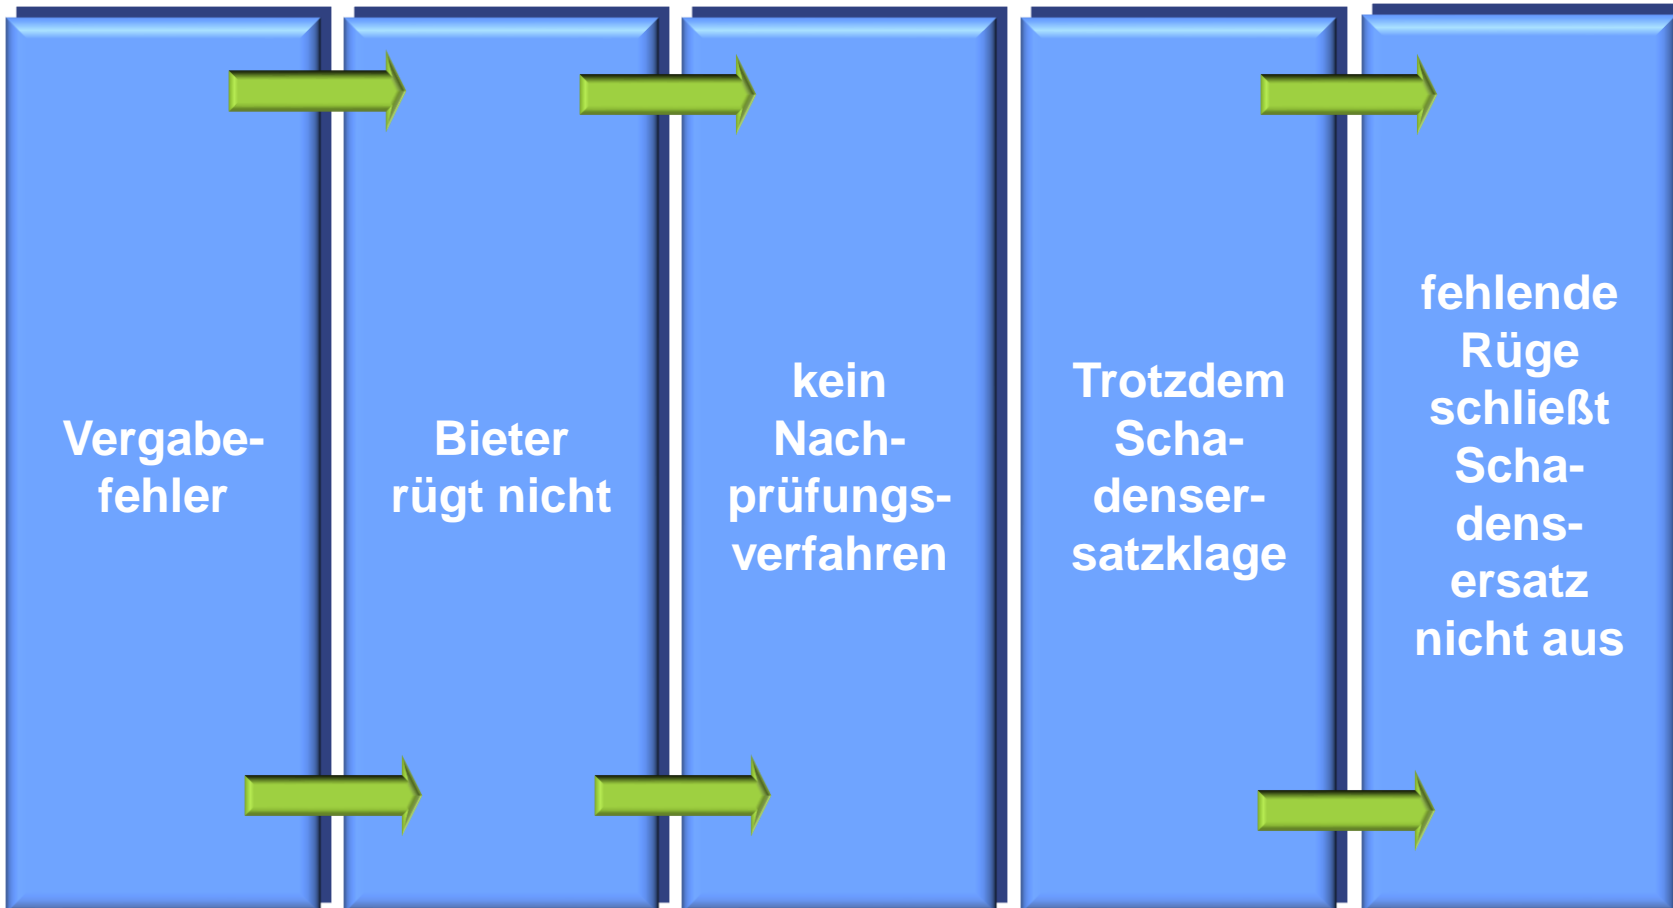 Vergabe-
fehler
Bieter
rügt nicht
kein
Nach-
prüfungs-
verfahren
Trotzdem
Scha-
denser-
satzklage
fehlende
Rüge
schließt
Scha-
dens-
ersatz
nicht aus